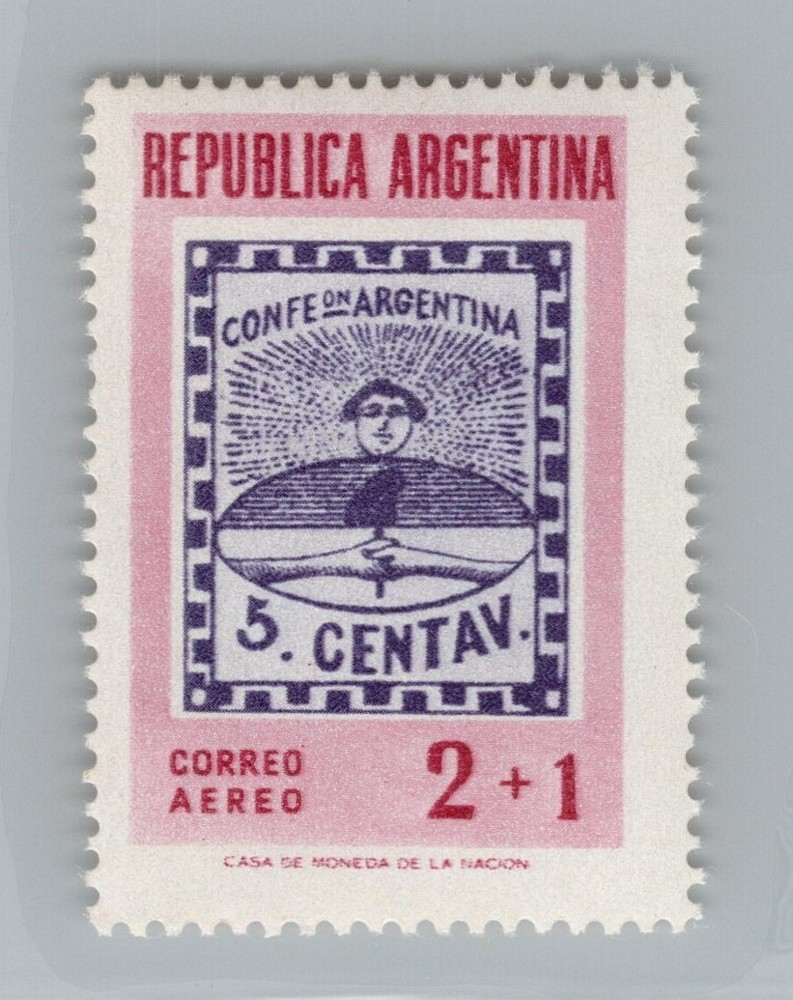 REPUBLICA ARGENTINA
CONFEON ARGENTINA
5. CENTAV.
CORREO
AEREO
2 + 1
CASA DE MONEDA DE LA NACION